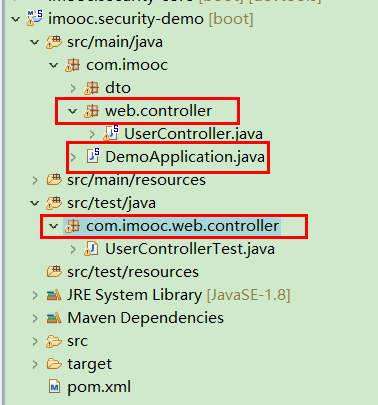 imooc.security-demo [boot]
src/main/java
com.imooc
dto
web.controller
UserController.java
DemoApplication.java
src/main/resources
src/test/java
com.imooc.web.controller
UserControllerTest.java
src/test/resources
JRE System Library [JavaSE-1.8]
Maven Dependencies
src
target
pom.xml